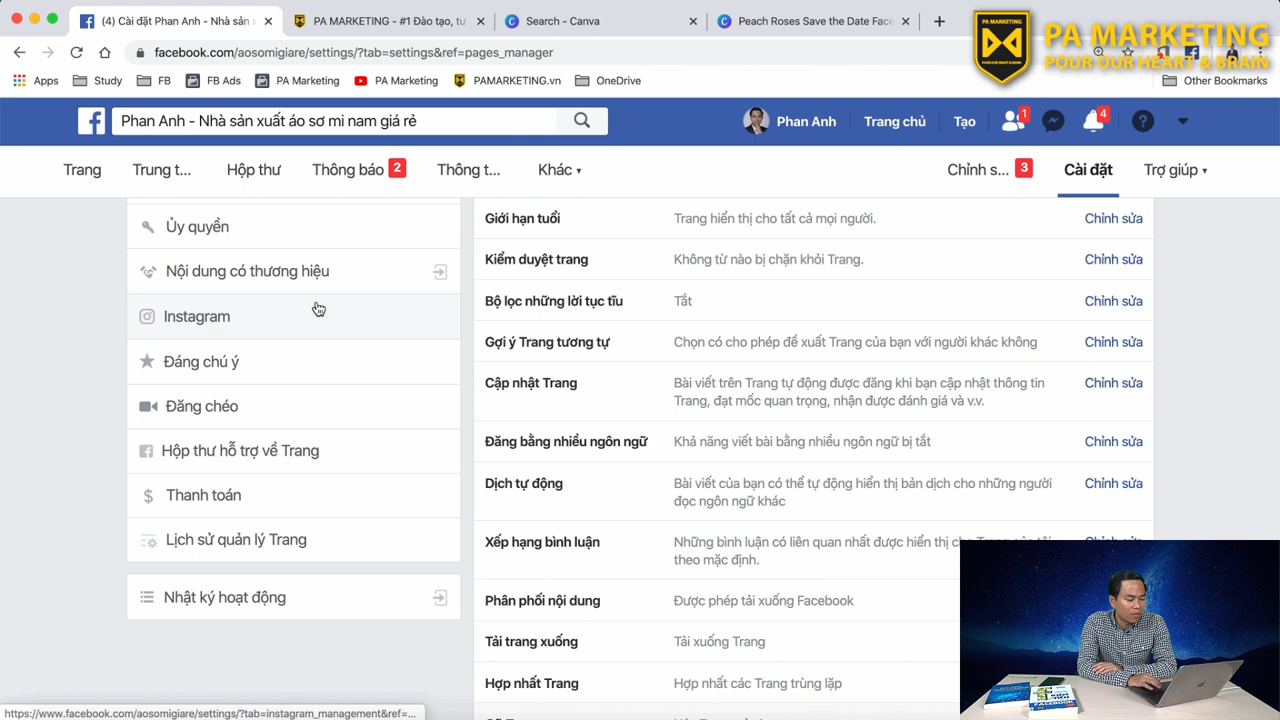 (4) Cài đặt Phan Anh - Nhà sản x
PA MARKETING - #1 Đào tạo, tư
Search - Canva
Peach Roses Save the Date Face
PA MARKETING
POUR OUR HEART & BRAIN
facebook.com/aosomigiare/settings/?tab=settings&ref=pages_manager
Apps
Study
FB
FB Ads
PA Marketing
PA Marketing
PAMARKETING.vn
OneDrive
Other Bookmarks
Phan Anh - Nhà sản xuất áo sơ mi nam giá rẻ
Phan Anh
Trang chủ
Tạo
1
4
Trang
Trung t...
Hộp thư
Thông báo 2
Thông t...
Khác
Chỉnh s... 3
Cài đặt
Trợ giúp
Ủy quyền
Nội dung có thương hiệu
Instagram
Đáng chú ý
Đăng chéo
Hộp thư hỗ trợ về Trang
Thanh toán
Lịch sử quản lý Trang
Nhật ký hoạt động
Giới hạn tuổi
Trang hiển thị cho tất cả mọi người.
Chỉnh sửa
Kiểm duyệt trang
Không từ nào bị chặn khỏi Trang.
Chỉnh sửa
Bộ lọc những lời tục tĩu
Tắt
Chỉnh sửa
Gợi ý Trang tương tự
Chọn có cho phép đề xuất Trang của bạn với người khác không
Chỉnh sửa
Cập nhật Trang
Bài viết trên Trang tự động được đăng khi bạn cập nhật thông tin
Trang, đạt mốc quan trọng, nhận được đánh giá và v.v.
Chỉnh sửa
Đăng bằng nhiều ngôn ngữ
Khả năng viết bài bằng nhiều ngôn ngữ bị tắt
Chỉnh sửa
Dịch tự động
Bài viết của bạn có thể tự động hiển thị bản dịch cho những người
đọc ngôn ngữ khác
Chỉnh sửa
Xếp hạng bình luận
Những bình luận có liên quan nhất được hiển thị
theo mặc định.
Phân phối nội dung
Được phép tải xuống Facebook
Tải trang xuống
Tải xuống Trang
Hợp nhất Trang
Hợp nhất các Trang trùng lặp
https://www.facebook.com/aosomigiare/settings/?tab=instagram_management&ref=...